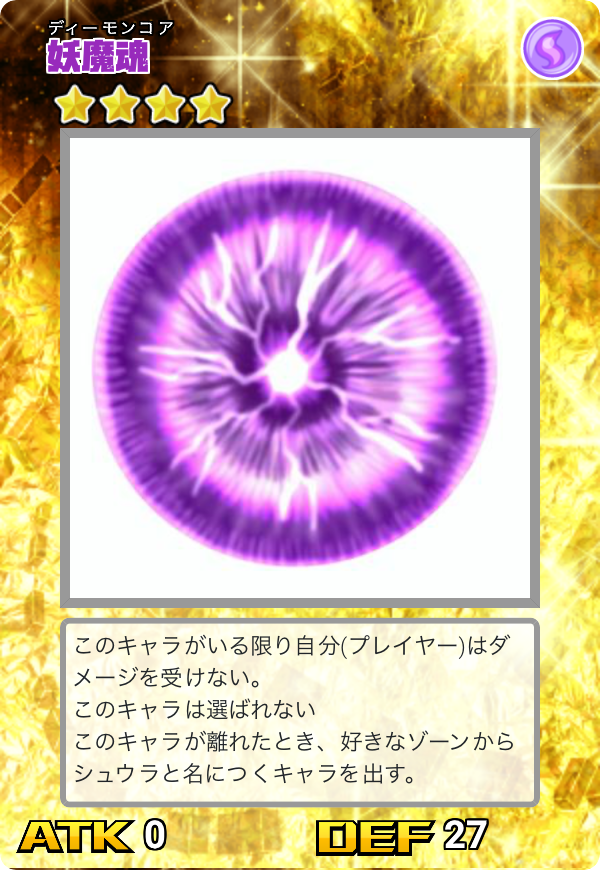 ディーモンコア
妖魔魂
このキャラがいる限り自分(プレイヤー)はダ
メージを受けない。
このキャラは選ばれない
このキャラが離れたとき、好きなゾーンから
シュウラと名につくキャラを出す。
ATK 0 DEF 27